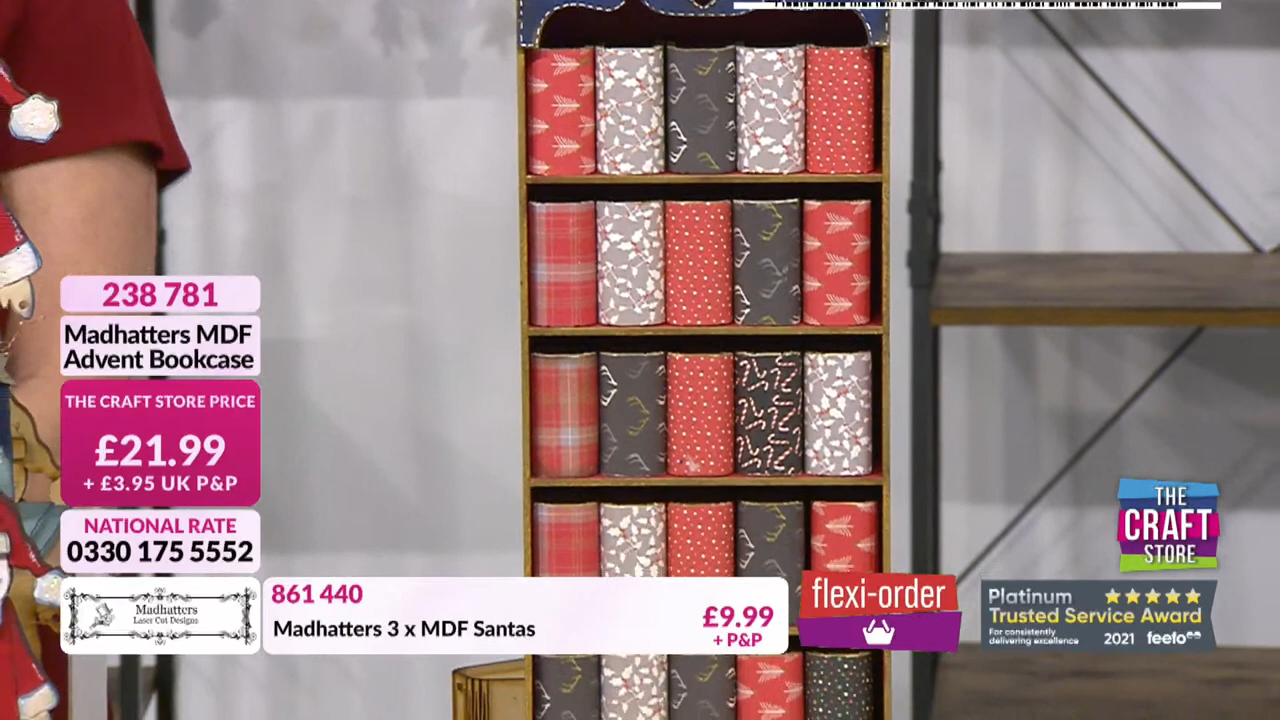 238 781
Madhatters MDF
Advent Bookcase
THE CRAFT STORE PRICE
£21.99
+ £3.95 UK P&P
NATIONAL RATE
0330 175 5552
Madhatters
Laser Cut Designs
861 440
Madhatters 3 x MDF Santas
£9.99
+ P&P
flexi-order
THE
CRAFT
STORE
Platinum
Trusted Service Award
For consistently
delivering excellence
2021 feefo